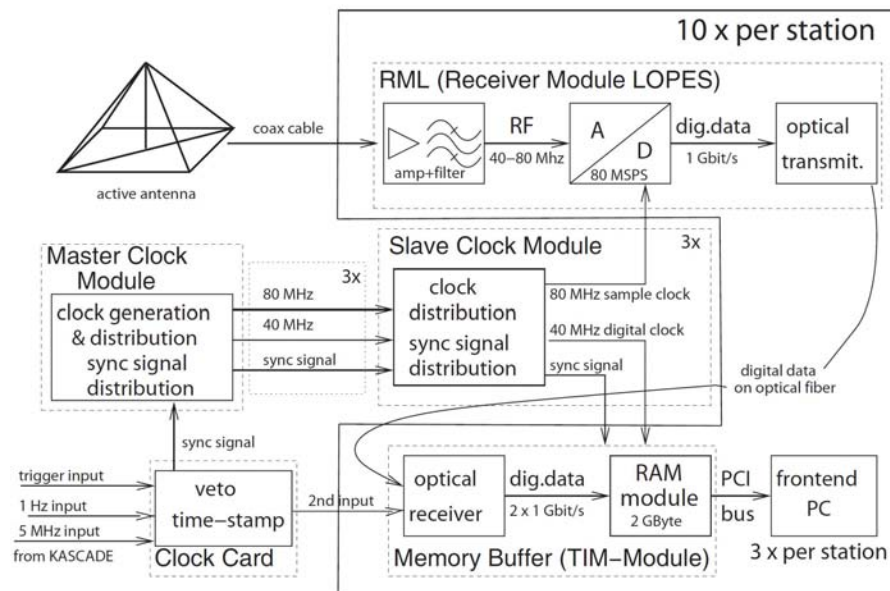 10 x per station
RML (Receiver Module LOPES)
coax cable
active antenna
amp+filter
RF
40–80 Mhz
A
D
80 MSPS
dig.data
1 Gbit/s
optical
transmit.
Master Clock
Module
clock generation
& distribution
sync signal
distribution
3x
80 MHz
40 MHz
sync signal
Slave Clock Module
3x
clock
distribution
sync signal
distribution
80 MHz sample clock
40 MHz digital clock
sync signal
digital data
on optical fiber
sync signal
trigger input
1 Hz input
5 MHz input
from KASCADE
veto
time-stamp
Clock Card
2nd input
optical
receiver
dig.data
2 x 1 Gbit/s
RAM
module
2 GByte
PCI
bus
frontend
PC
3 x per station
Memory Buffer (TIM–Module)